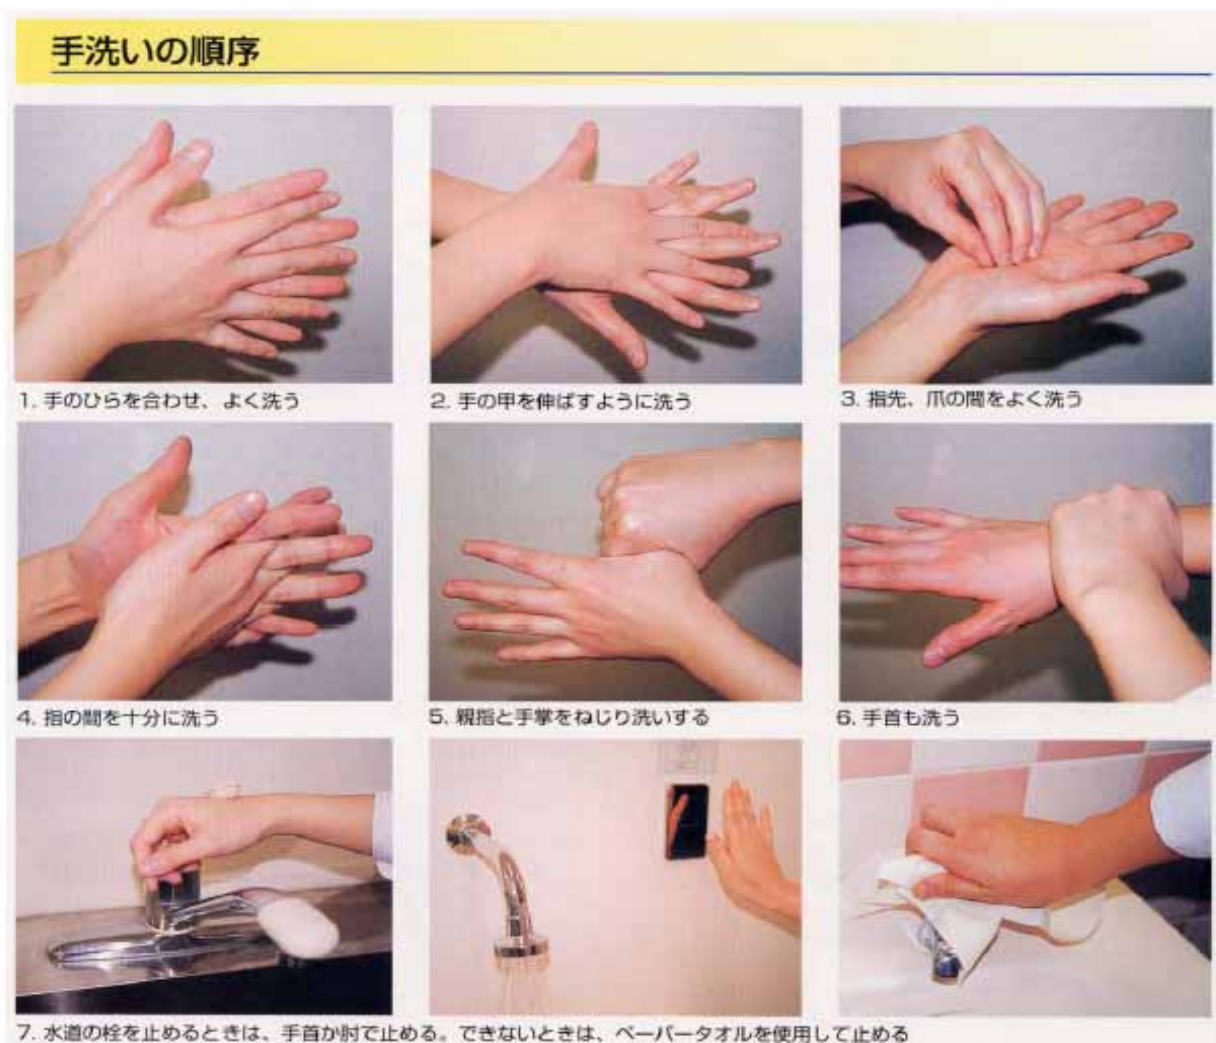 手洗いの順序
1. 手のひらを合わせ、よく洗う
2. 手の甲を伸ばすように洗う
3. 指先、爪の間をよく洗う
4. 指の間を十分に洗う
5. 親指と手掌をねじり洗いする
6. 手首も洗う
7. 水道の栓を止めるときは、手首か肘で止める。できないときは、ペーパータオルを使用して止める